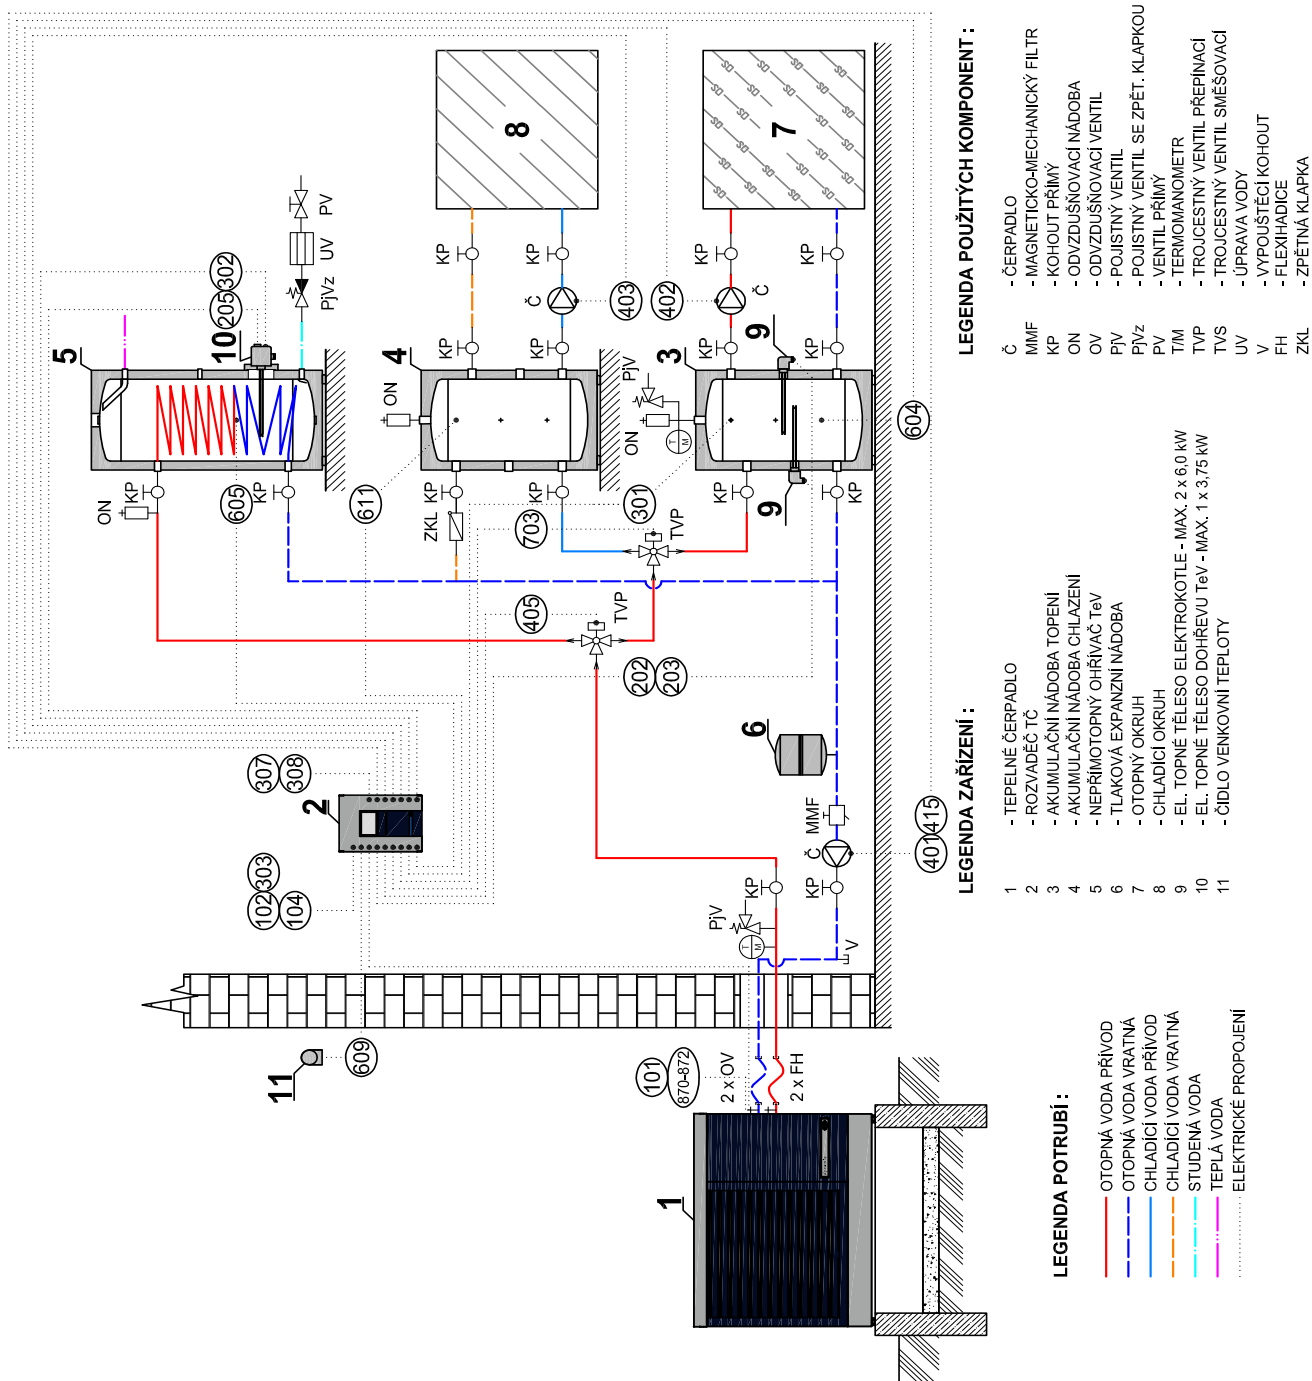 1
2
3
4
5
6
7
8
9
9
10
11
101
870-872
2 x OV
2 x FH
609
102
303
104
307
308
T
M
PjV
KP
KP
V
Č
MMF
401
415
405
TVP
202
203
703
TVP
ON
KP
605
KP
205
302
PjVz
UV
PV
611
ON
ZKL
KP
KP
KP
Č
KP
KP
403
301
ON
T
M
PjV
KP
KP
KP
KP
Č
KP
KP
402
604
LEGENDA POTRUBÍ :
OTOPNÁ VODA PŘÍVOD
OTOPNÁ VODA VRATNÁ
CHLADÍCÍ VODA PŘÍVOD
CHLADÍCÍ VODA VRATNÁ
STUDENÁ VODA
TEPLÁ VODA
ELEKTRICKÉ PROPOJENÍ
LEGENDA ZAŘÍZENÍ :
1 - TEPELNÉ ČERPADLO
2 - ROZVADĚČ TČ
3 - AKUMULAČNÍ NÁDOBA TOPENÍ
4 - AKUMULAČNÍ NÁDOBA CHLAZENÍ
5 - NEPŘÍMOTOPNÝ OHŘÍVAČ TeV
6 - TLAKOVÁ EXPANZNÍ NÁDOBA
7 - OTOPNÝ OKRUH
8 - CHLADÍCÍ OKRUH
9 - EL. TOPNÉ TĚLESO ELEKTROKOTLE - MAX. 2 x 6,0 kW
10 - EL. TOPNÉ TĚLESO DOHŘEVU TeV - MAX. 1 x 3,75 kW
11 - ČIDLO VENKOVNÍ TEPLOTY
LEGENDA POUŽITÝCH KOMPONENT :
Č - ČERPADLO
MMF - MAGNETICKO-MECHANICKÝ FILTR
KP - KOHOUT PŘÍMÝ
ON - ODVZDUŠŇOVACÍ NÁDOBA
OV - ODVZDUŠŇOVACÍ VENTIL
PjV - POJISTNÝ VENTIL
PjVz - POJISTNÝ VENTIL SE ZPĚT. KLAPKOU
PV - VENTIL PŘÍMÝ
T/M - TERMOMANOMETR
TVP - TROJCESTNÝ VENTIL PŘEPÍNACÍ
TVS - TROJCESTNÝ VENTIL SMĚŠOVACÍ
UV - ÚPRAVA VODY
V - VYPOUŠTĚCÍ KOHOUT
FH - FLEXIHADICE
ZKL - ZPĚTNÁ KLAPKA